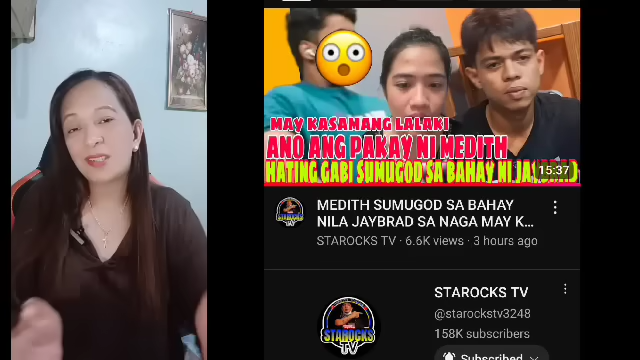 MAY KASAMANG LALAKI
ANO ANG PAKAY NI MEDITH
HATING GABI SUMUGOD SA BAHAY NI JAYBRAD
15:37
MEDITH SUMUGOD SA BAHAY
NILA JAYBRAD SA NAGA MAY K...
STAROCKS TV · 6.6K views · 3 hours ago
STAROCKS TV
@starockstv3248
158K subscribers
Subscribed
STAROCKS
TV